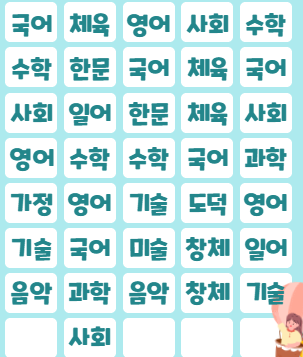 국어 체육 영어 사회 수학
수학 한문 국어 체육 국어
사회 일어 한문 체육 사회
영어 수학 수학 국어 과학
가정 영어 기술 도덕 영어
기술 국어 미술 창체 일어
음악 과학 음악 창체 기술
사회